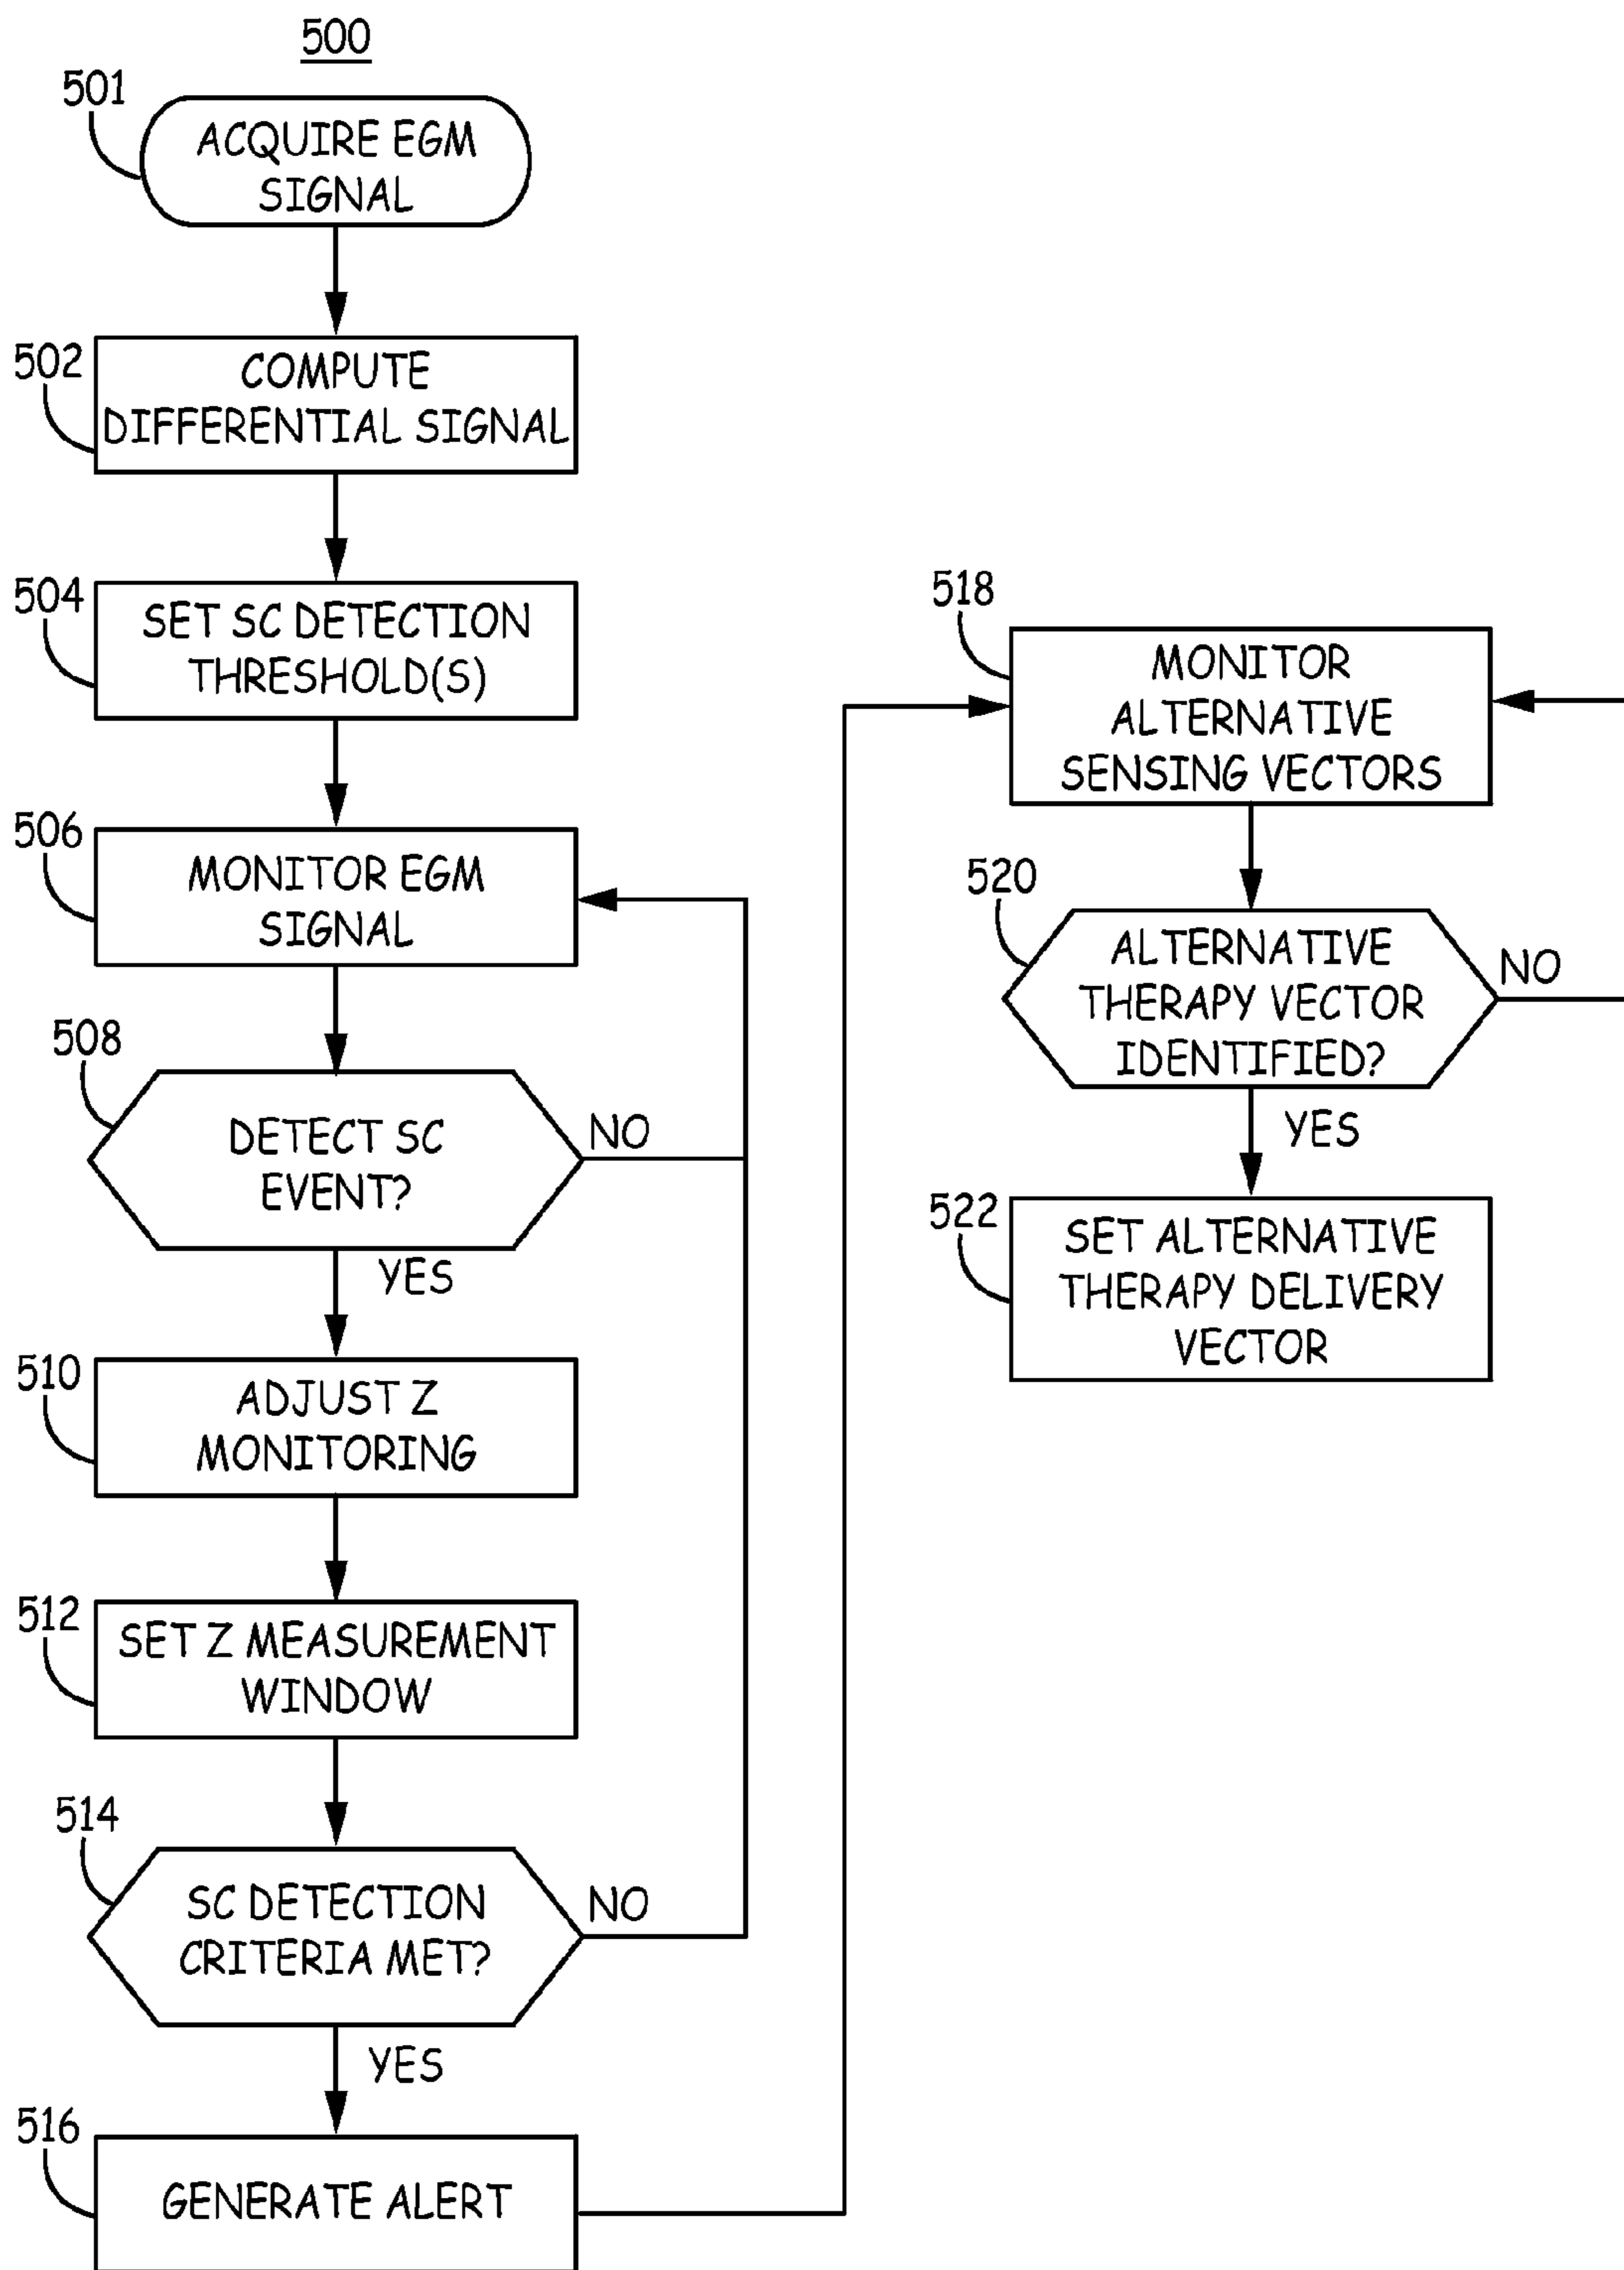 500
501
ACQUIRE EGM
SIGNAL
502
COMPUTE
DIFFERENTIAL SIGNAL
504
SET SC DETECTION
THRESHOLD(S)
506
MONITOR EGM
SIGNAL
508
DETECT SC
EVENT?
NO
YES
510
ADJUST Z
MONITORING
512
SET Z MEASUREMENT
WINDOW
514
SC DETECTION
CRITERIA MET?
NO
YES
516
GENERATE ALERT
518
MONITOR
ALTERNATIVE
SENSING VECTORS
520
ALTERNATIVE
THERAPY VECTOR
IDENTIFIED?
NO
YES
522
SET ALTERNATIVE
THERAPY DELIVERY
VECTOR